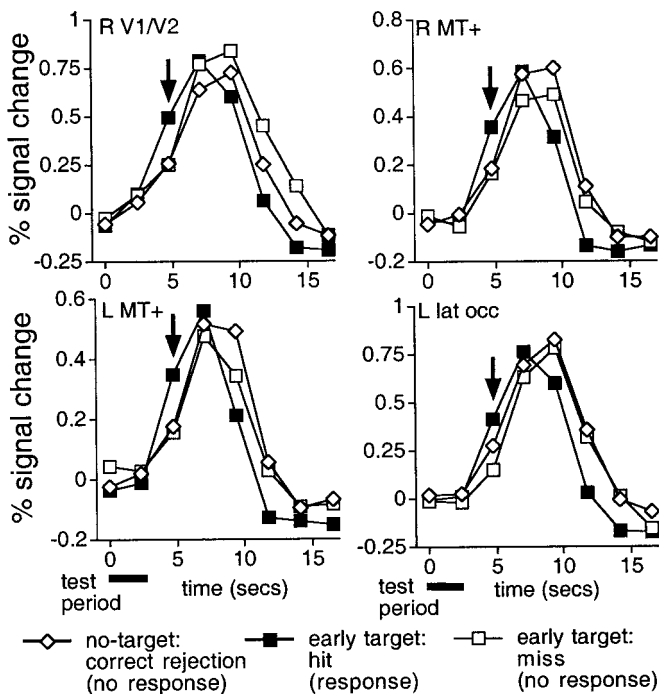 R V1/V2
R MT+
% signal change
1
0.75
0.5
0.25
0
-0.25
0 5 10 15
0.8
0.6
0.4
0.2
0
-0.2
0 5 10 15
L MT+
L lat occ
% signal change
0.6
0.4
0.2
0
-0.2
0 5 10 15
1
0.75
0.5
0.25
0
-0.25
0 5 10 15
test
period
time (secs)
test
period
time (secs)
no-target:
correct rejection
(no response)
early target:
hit
(response)
early target:
miss
(no response)